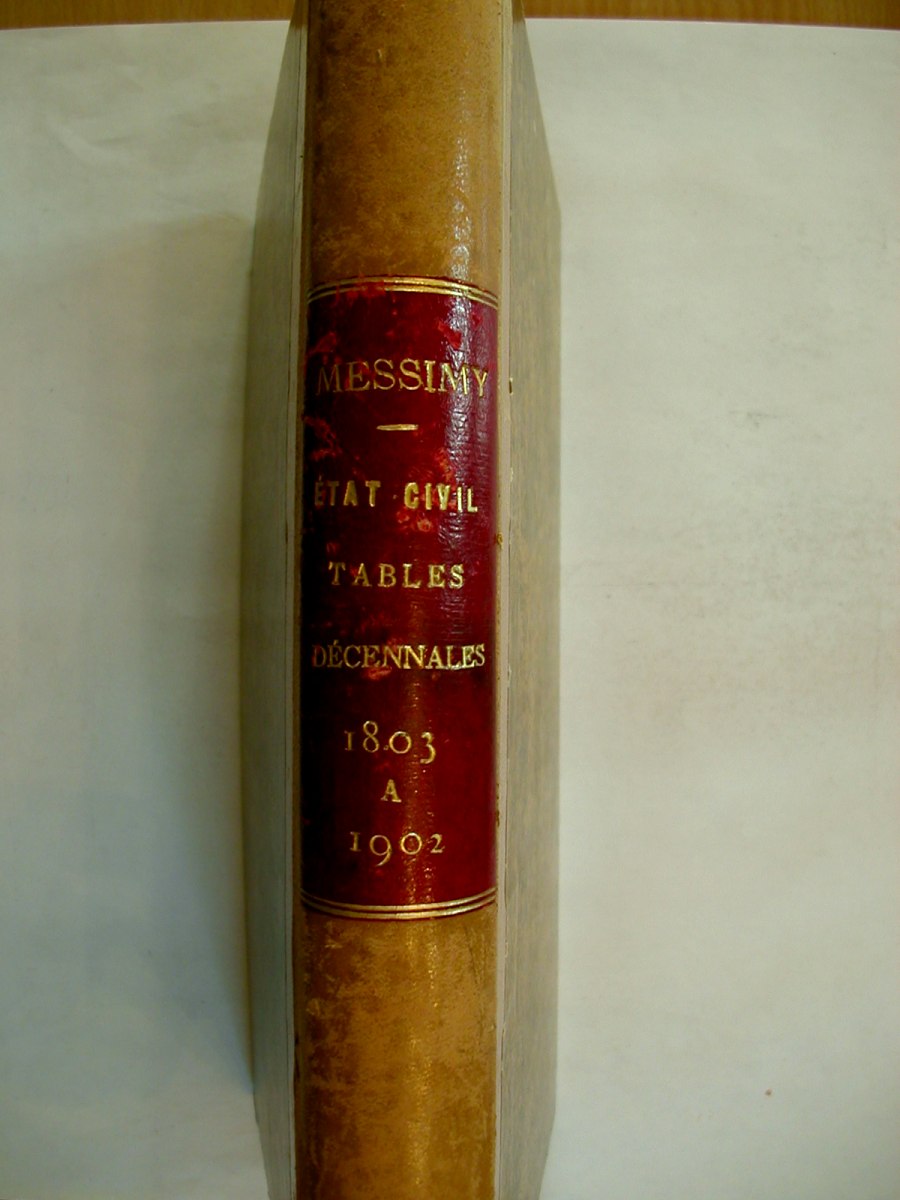 MESSIMY
ÉTAT CIVIL
TABLES
DÉCENNALES
1803
A
1902